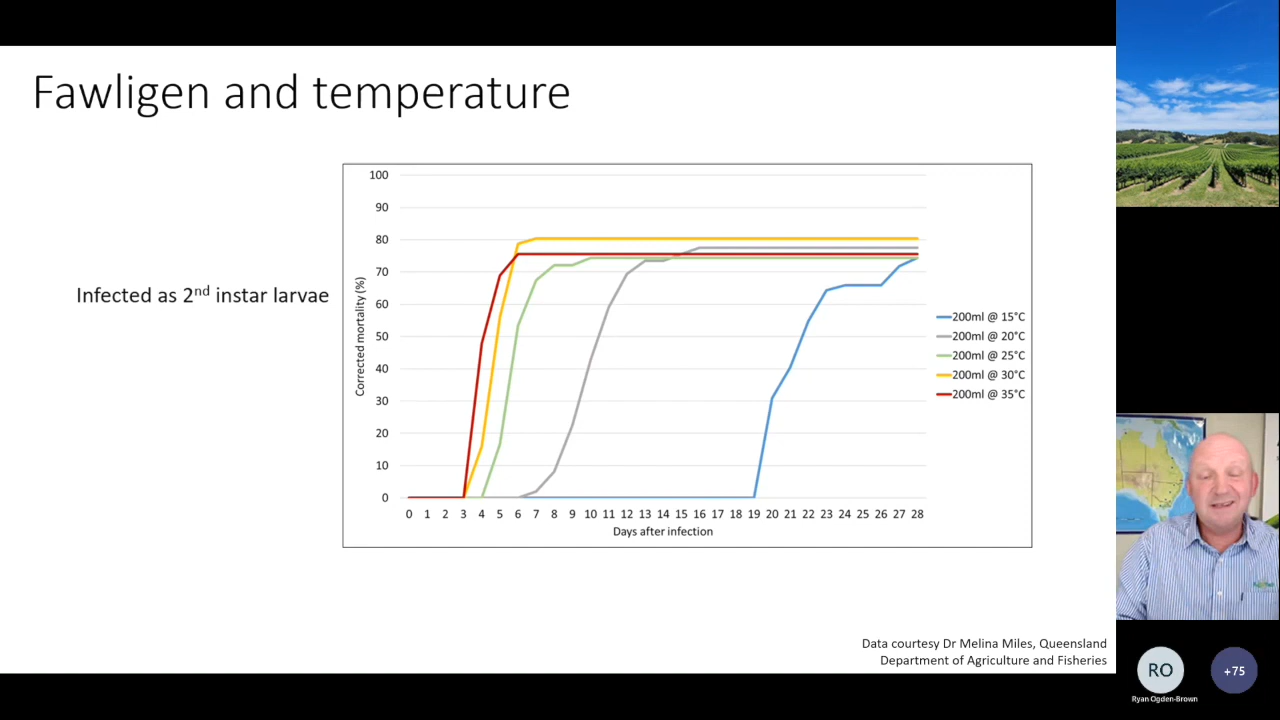 Fawligen and temperature
Infected as 2nd instar larvae
Corrected mortality (%)
100
90
80
70
60
50
40
30
20
10
0
0 1 2 3 4 5 6 7 8 9 10 11 12 13 14 15 16 17 18 19 20 21 22 23 24 25 26 27 28
Days after infection
200ml @ 15°C
200ml @ 20°C
200ml @ 25°C
200ml @ 30°C
200ml @ 35°C
Data courtesy Dr Melina Miles, Queensland
Department of Agriculture and Fisheries
RO
+75
Ryan Ogden-Brown